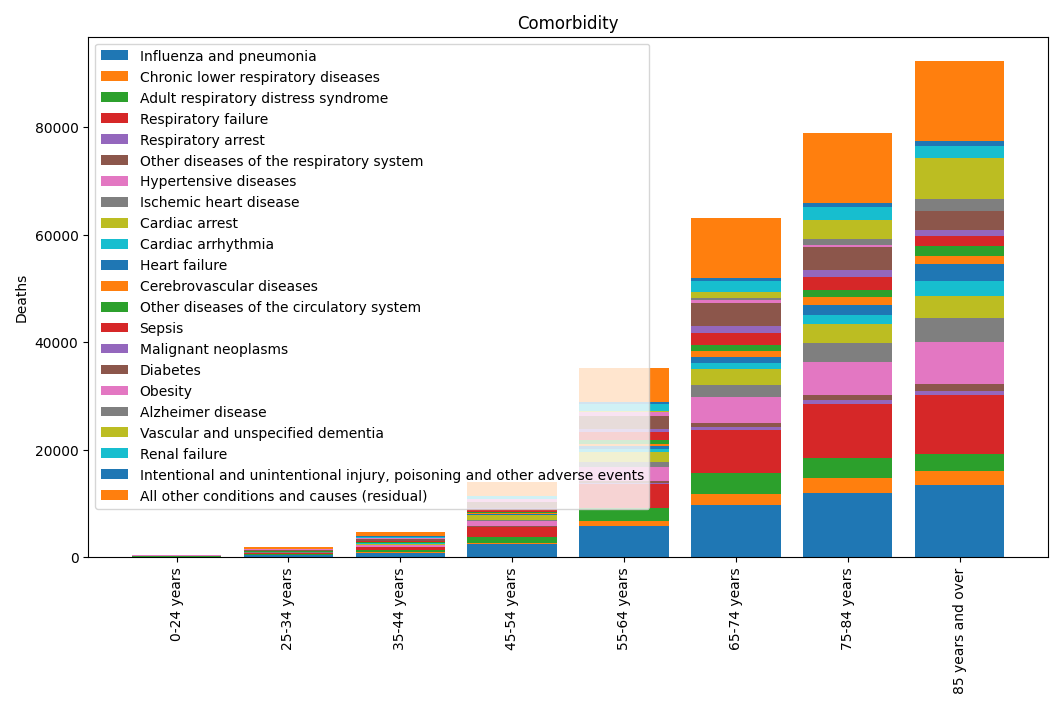 Comorbidity
Influenza and pneumonia
Chronic lower respiratory diseases
Adult respiratory distress syndrome
Respiratory failure
Respiratory arrest
Other diseases of the respiratory system
Hypertensive diseases
Ischemic heart disease
Cardiac arrest
Cardiac arrhythmia
Heart failure
Cerebrovascular diseases
Other diseases of the circulatory system
Sepsis
Malignant neoplasms
Diabetes
Obesity
Alzheimer disease
Vascular and unspecified dementia
Renal failure
Intentional and unintentional injury, poisoning and other adverse events
All other conditions and causes (residual)
Deaths
80000
60000
40000
20000
0
0-24 years
25-34 years
35-44 years
45-54 years
55-64 years
65-74 years
75-84 years
85 years and over